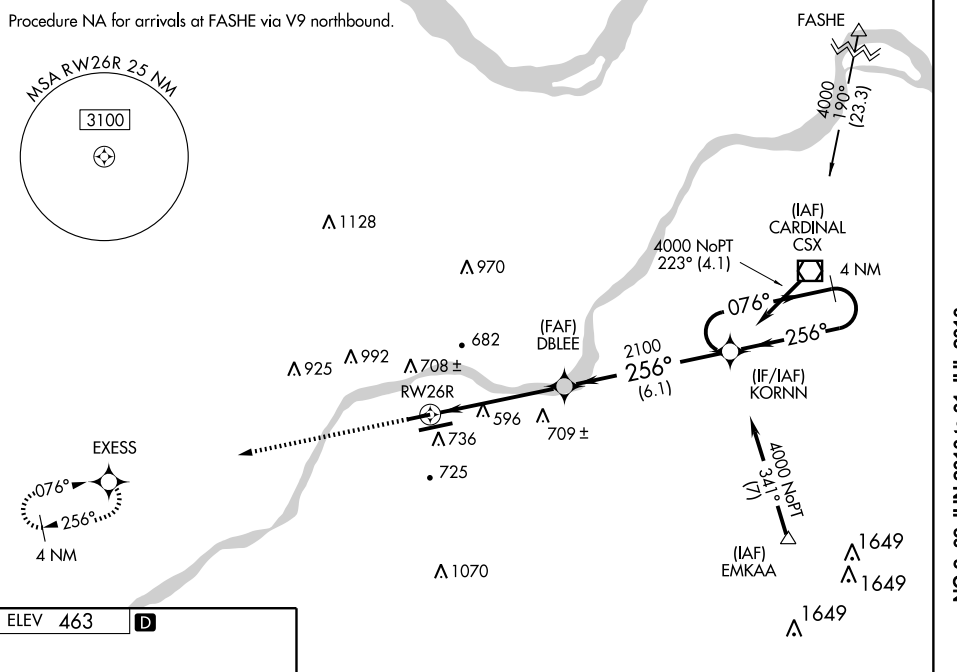 Procedure NA for arrivals at FASHE via V9 northbound.
FASHE
MSA RW26R 25 NM
3100
4000
190°
(23.3)
(IAF)
CARDINAL
CSX
1128
4000 NoPT
223° (4.1)
4 NM
970
076°
(FAF)
DBLEE
682
2100
256°
(6.1)
256°
925
992
708 ±
RW26R
(IF/IAF)
KORNN
596
709 ±
736
EXESS
725
4000 NoPT
341°
(7)
076°
256°
4 NM
(IAF)
EMKAA
1649
1649
1070
1649
ELEV 463
D